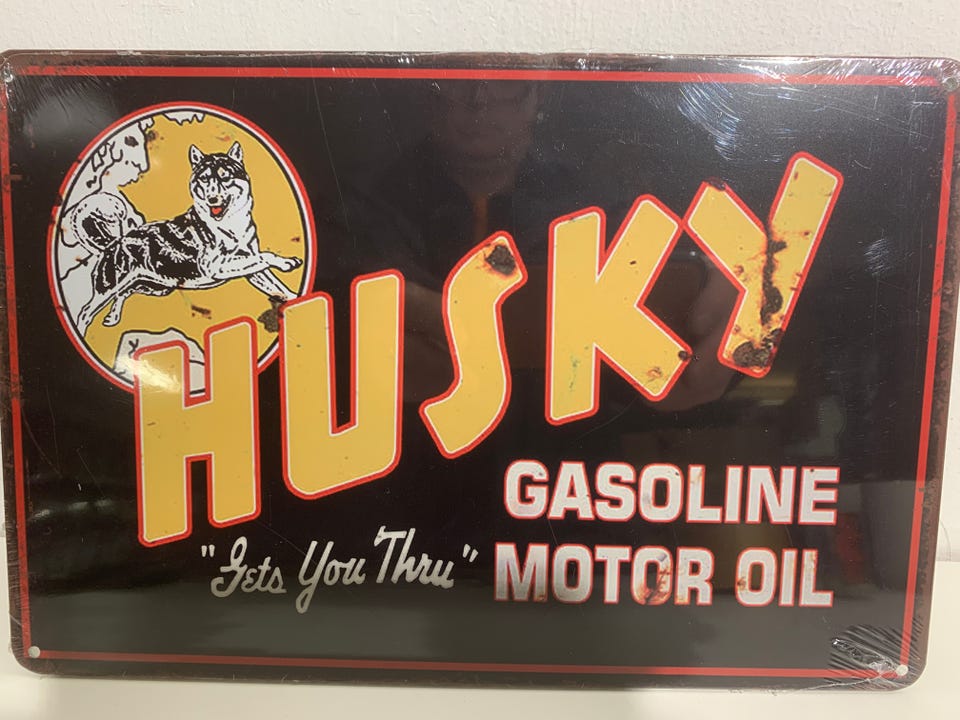 HUSKY
GASOLINE
"Gets You Thru" MOTOR OIL